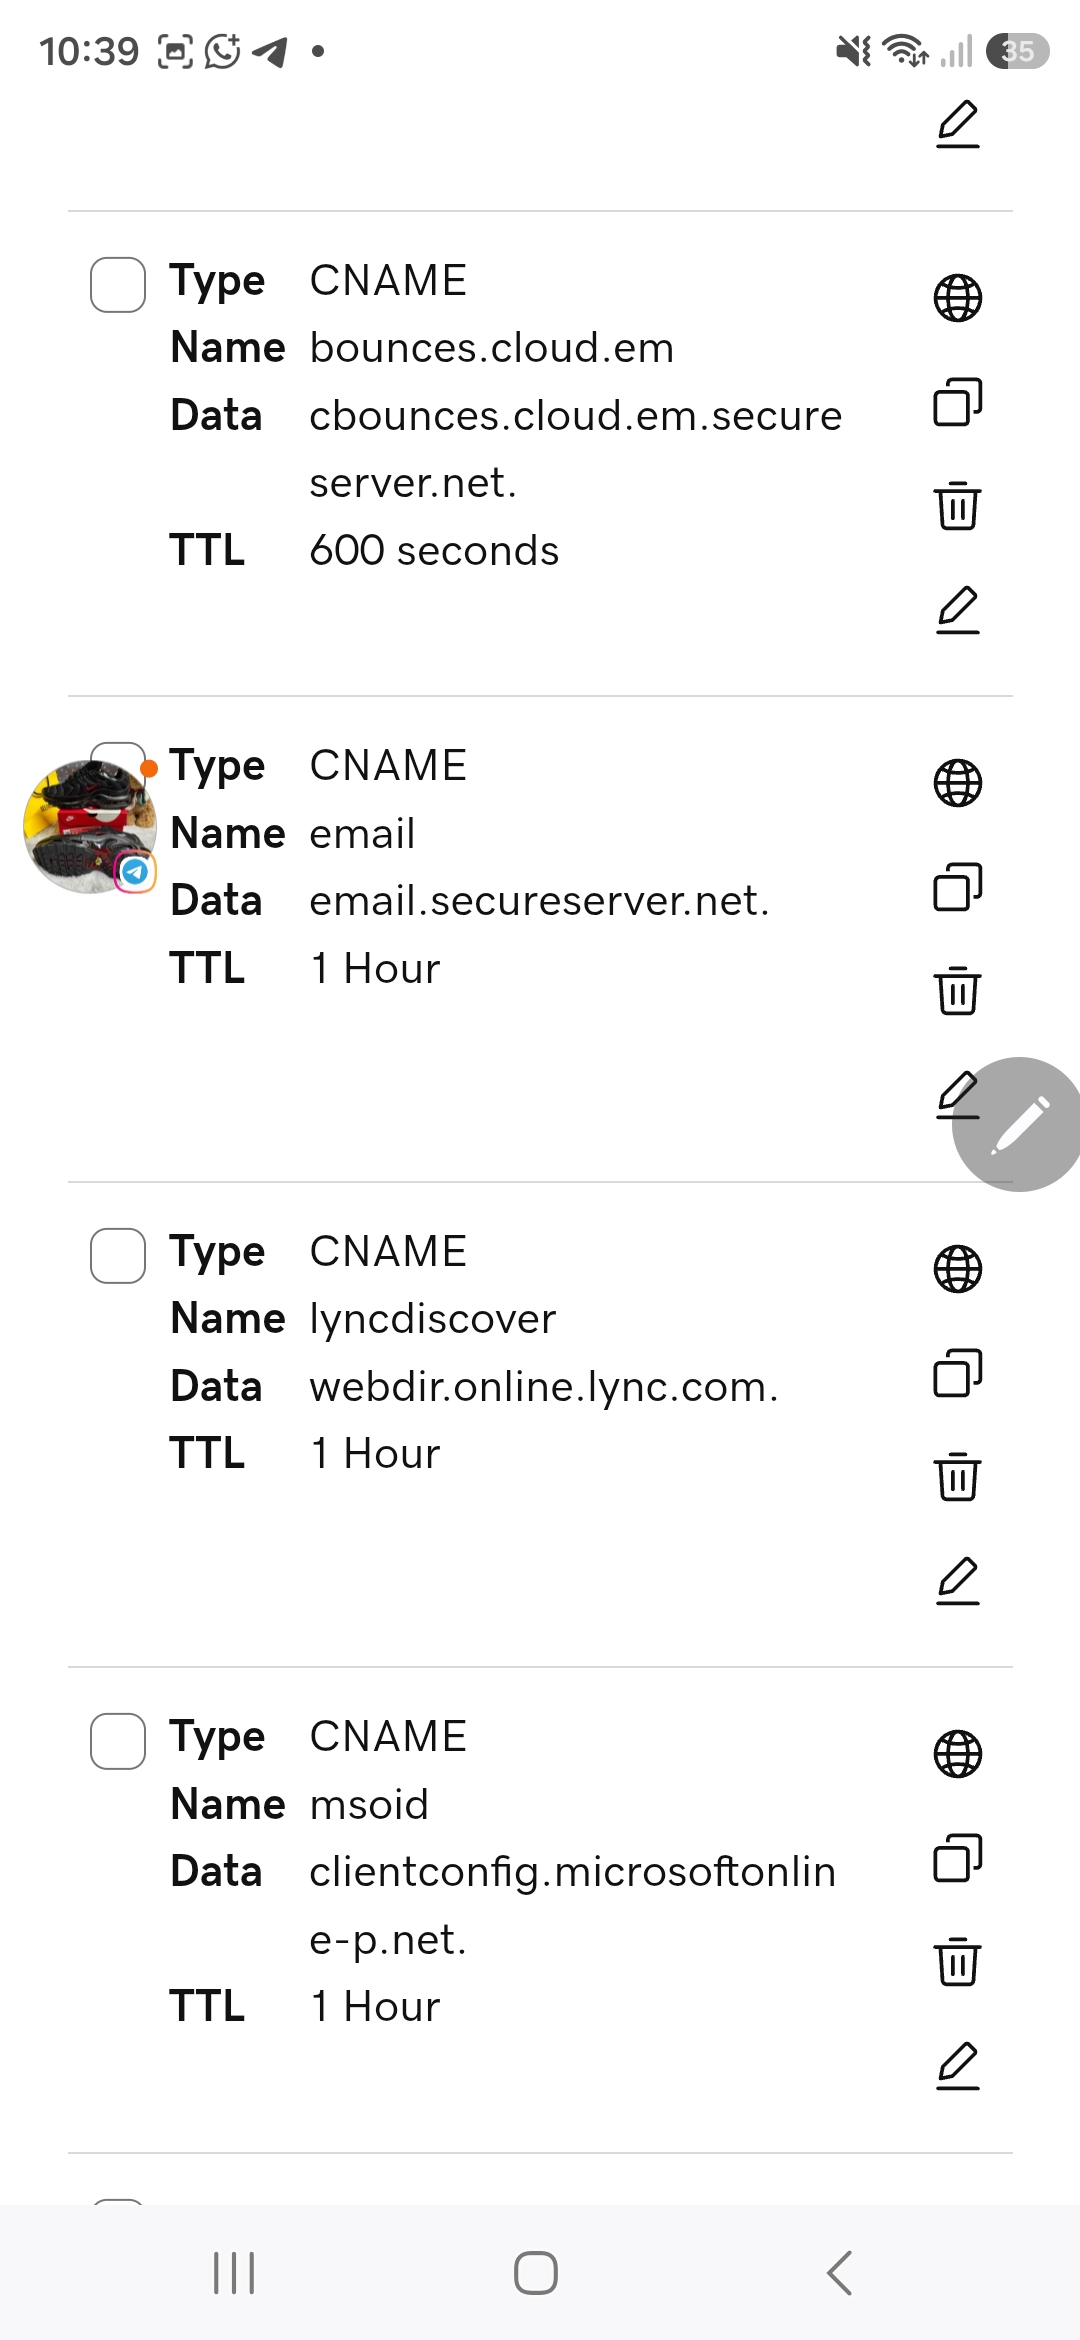 10:39
35
Type CNAME
Name bounces.cloud.em
Data cbounces.cloud.em.secure
server.net.
TTL 600 seconds
Type CNAME
Name email
Data email.secureserver.net.
TTL 1 Hour
Type CNAME
Name lyncdiscover
Data webdir.online.lync.com.
TTL 1 Hour
Type CNAME
Name msoid
Data clientconfig.microsoftonlin
e-p.net.
TTL 1 Hour